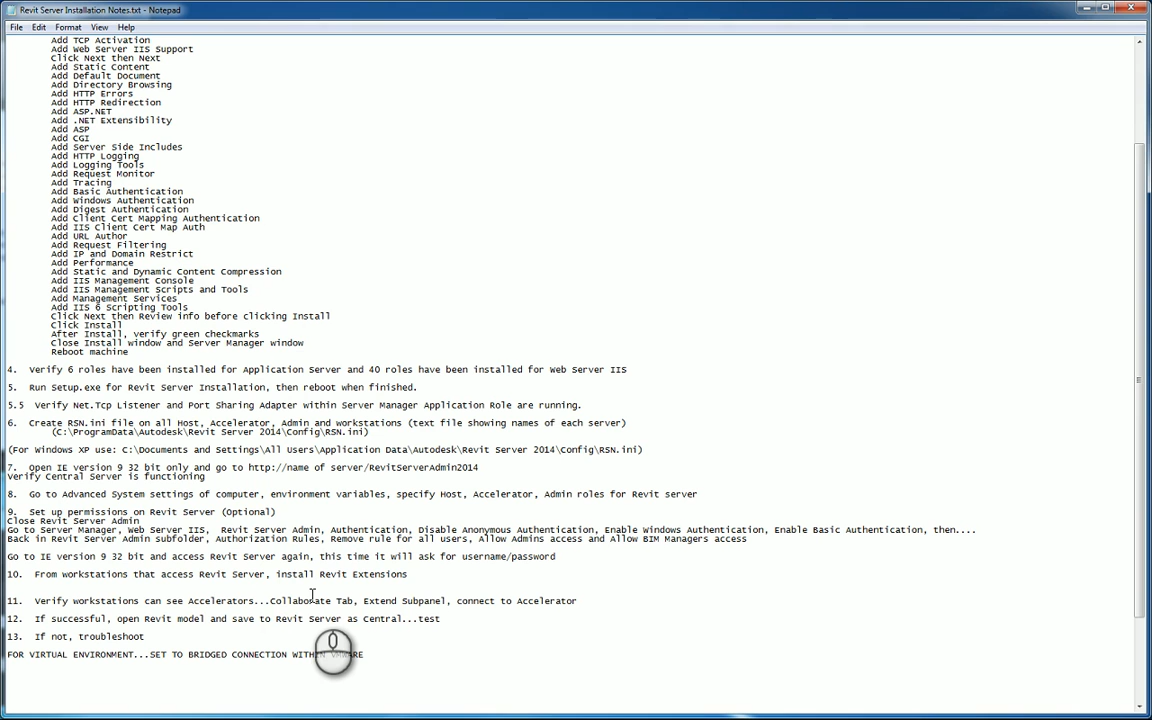 Revit Server Installation Notes.txt - Notepad
File Edit Format View Help
Add TCP Activation
Add Web Server IIS Support
Click Next then Next
Add Static Content
Add Default Document
Add Directory Browsing
Add HTTP Errors
Add HTTP Redirection
Add ASP.NET
Add .NET Extensibility
Add ASP
Add CGI
Add Server Side Includes
Add HTTP Logging
Add Logging Tools
Add Request Monitor
Add Tracing
Add Basic Authentication
Add Windows Authentication
Add Digest Authentication
Add Client Cert Mapping Authentication
Add IIS Client Cert Map Auth
Add URL Author
Add Request Filtering
Add IP and Domain Restrict
Add Performance
Add Static and Dynamic Content Compression
Add IIS Management Console
Add IIS Management Scripts and Tools
Add Management Services
Add IIS 6 Scripting Tools
Click Next then Review info before clicking Install
Click Install
After Install, verify green checkmarks
Close Install window and Server Manager window
Reboot machine
4. Verify 6 roles have been installed for Application Server and 40 roles have been installed for Web Server IIS
5. Run Setup.exe for Revit Server Installation, then reboot when finished.
5.5 Verify Net.Tcp Listener and Port Sharing Adapter within Server Manager Application Role are running.
6. Create RSN.ini file on all Host, Accelerator, Admin and workstations (text file showing names of each server)
(C:\ProgramData\Autodesk\Revit Server 2014\Config\RSN.ini)
(For Windows XP use: C:\Documents and Settings\All Users\Application Data\Autodesk\Revit Server 2014\Config\RSN.ini)
7. Open IE version 9 32 bit only and go to http://name of server/RevitServerAdmin2014
Verify Central Server is functioning
8. Go to Advanced System settings of computer, environment variables, specify Host, Accelerator, Admin roles for Revit server
9. Set up permissions on Revit Server (Optional)
Close Revit Server Admin
Go to Server Manager, Web Server IIS, Revit Server Admin, Authentication, Disable Anonymous Authentication, Enable Windows Authentication, Enable Basic Authentication, then....
Back in Revit Server Admin subfolder, Authorization Rules, Remove rule for all users, Allow Admins access and Allow BIM Managers access
Go to IE version 9 32 bit and access Revit Server again, this time it will ask for username/password
10. From workstations that access Revit Server, install Revit Extensions
11. Verify workstations can see Accelerators...Collaborate Tab, Extend Subpanel, connect to Accelerator
12. If successful, open Revit model and save to Revit Server as Central...test
13. If not, troubleshoot
FOR VIRTUAL ENVIRONMENT...SET TO BRIDGED CONNECTION WITHIN VMWARE